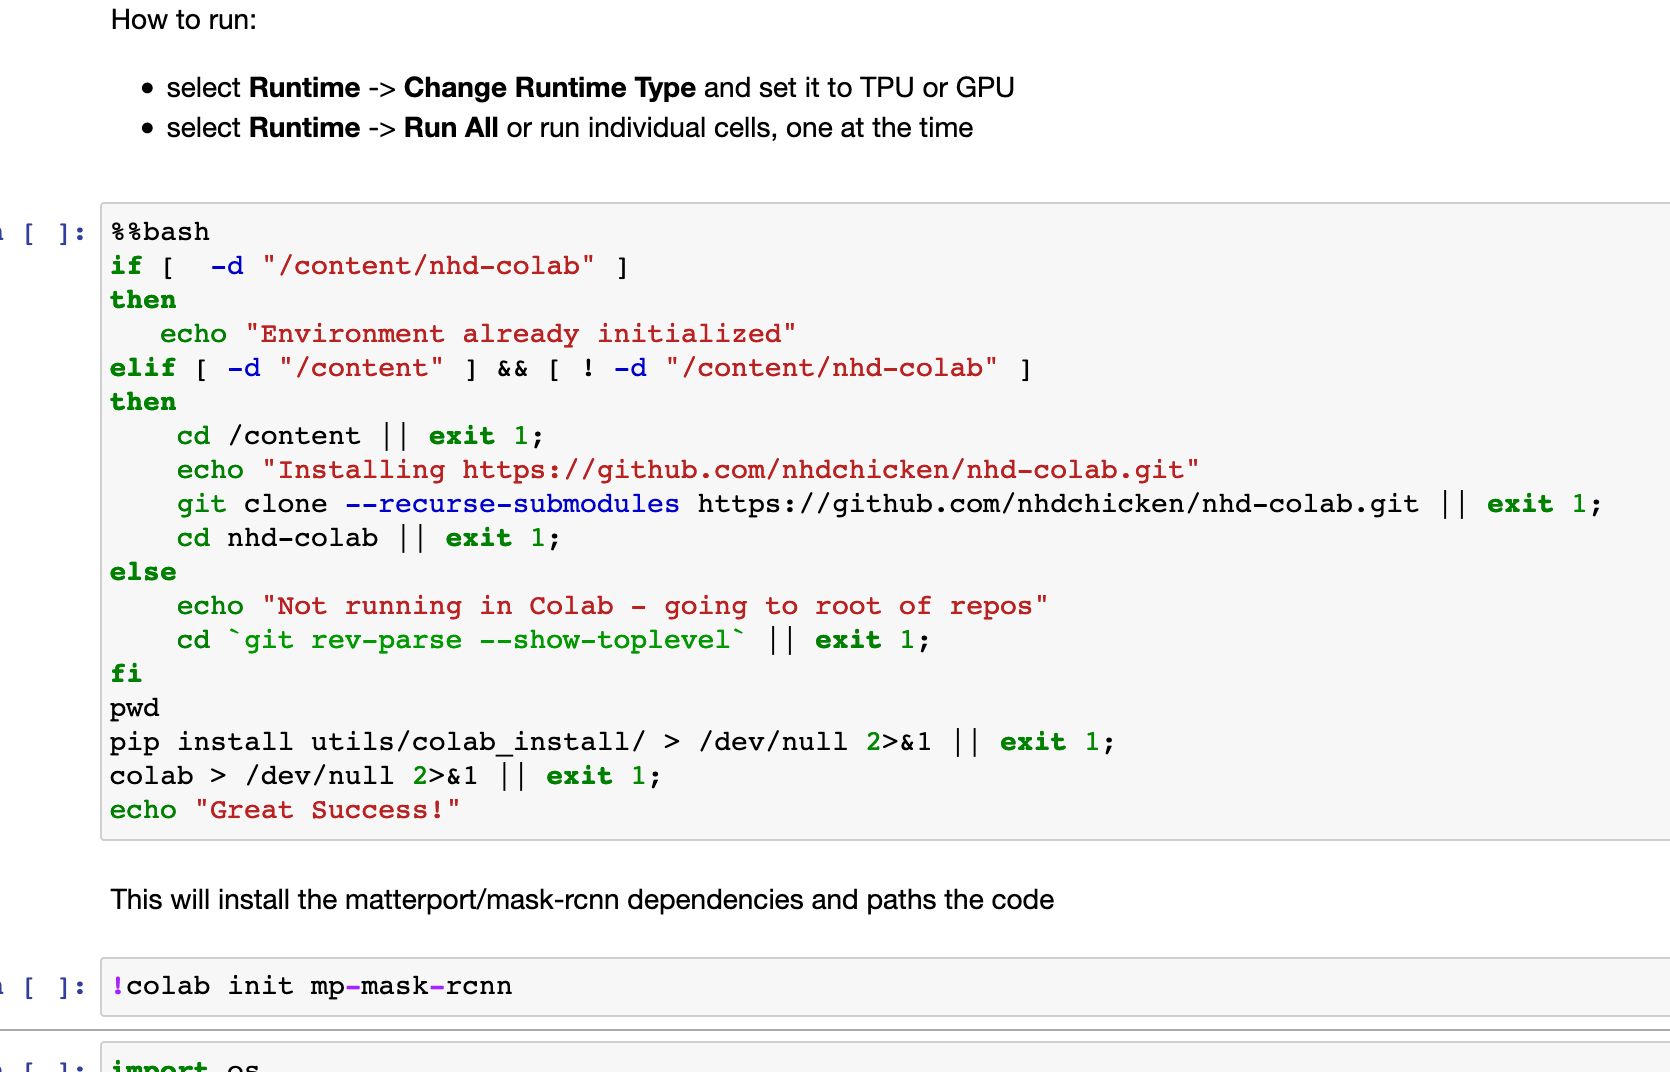 How to run:
• select Runtime -> Change Runtime Type and set it to TPU or GPU
• select Runtime -> Run All or run individual cells, one at the time
[ ]:
%%bash
if [  -d "/content/nhd-colab" ]
then
   echo "Environment already initialized"
elif [ -d "/content" ] && [ ! -d "/content/nhd-colab" ]
then
    cd /content || exit 1;
    echo "Installing https://github.com/nhdchicken/nhd-colab.git"
    git clone --recurse-submodules https://github.com/nhdchicken/nhd-colab.git || exit 1;
    cd nhd-colab || exit 1;
else
    echo "Not running in Colab - going to root of repos"
    cd `git rev-parse --show-toplevel` || exit 1;
fi
pwd
pip install utils/colab_install/ > /dev/null 2>&1 || exit 1;
colab > /dev/null 2>&1 || exit 1;
echo "Great Success!"
This will install the matterport/mask-rcnn dependencies and paths the code
[ ]:
!colab init mp-mask-rcnn
[ ]:
import os